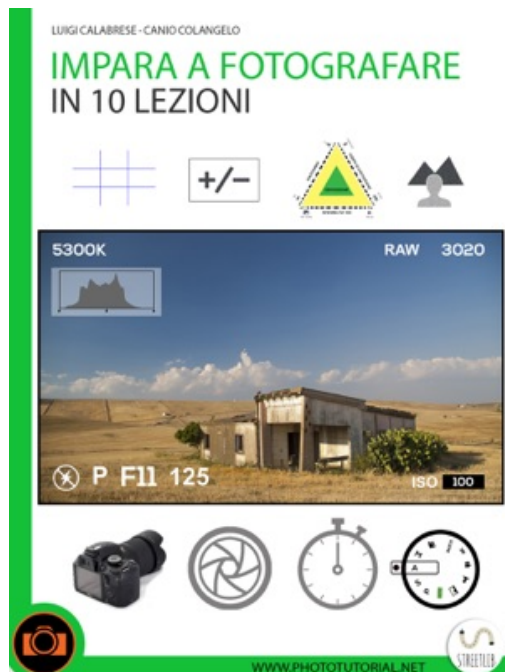 LUIGI CALABRESE - CANIO COLANGELO
IMPARA A FOTOGRAFARE
IN 10 LEZIONI
+/-
5300K
RAW 3020
P F11 125
ISO 100
WWW.PHOTOTUTORIAL.NET
STREETLIB